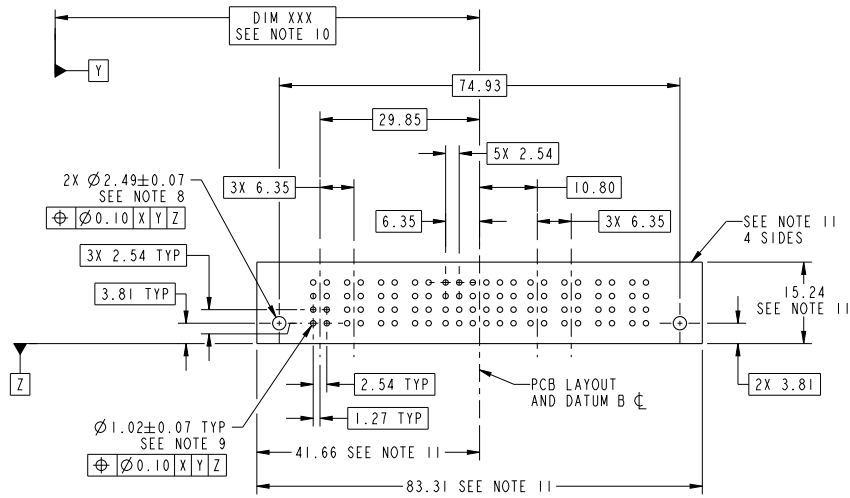 DIM XXX
SEE NOTE 10
Y
74.93
29.85
5X 2.54
2X Ø2.49±0.07
SEE NOTE 8
⌖ Ø0.10 X Y Z
3X 6.35
10.80
6.35
3X 6.35
SEE NOTE 11
4 SIDES
3X 2.54 TYP
3.81 TYP
15.24
SEE NOTE 11
Z
2.54 TYP
PCB LAYOUT
AND DATUM B ℄
2X 3.81
1.27 TYP
Ø1.02±0.07 TYP
SEE NOTE 9
⌖ Ø0.10 X Y Z
41.66 SEE NOTE 11
83.31 SEE NOTE 11